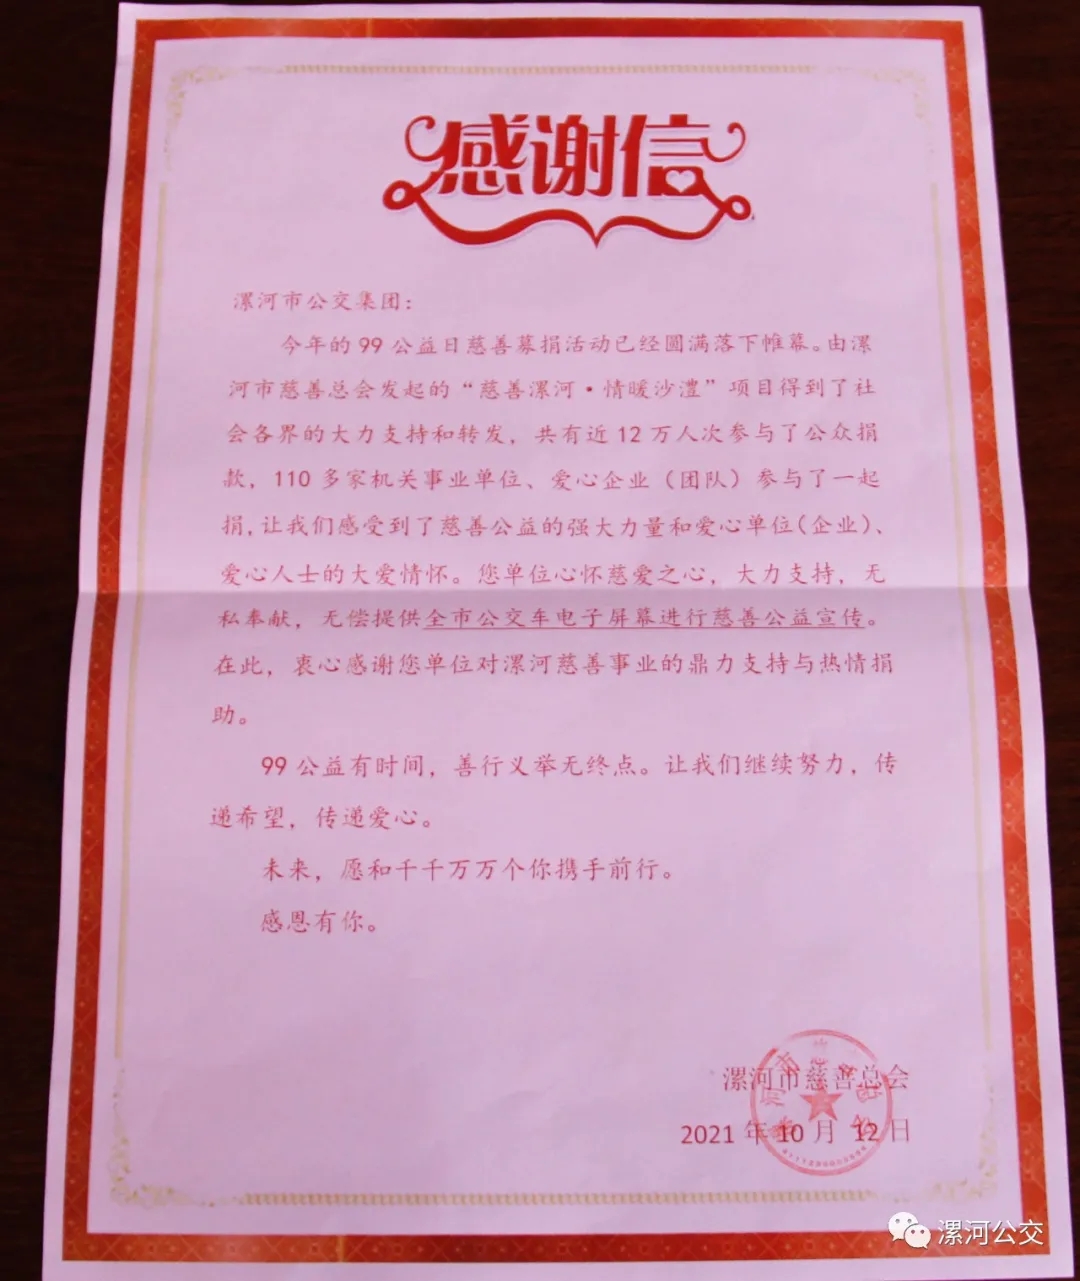 感谢信
漯河市公交集团：
今年的99公益日慈善募捐活动已经圆满落下帷幕。由漯
河市慈善总会发起的“慈善漯河·情暖沙澧”项目得到了社
会各界的大力支持和转发，共有近12万人次参与了公众捐
款，110多家机关事业单位、爱心企业（团队）参与了一起
捐,让我们感受到了慈善公益的强大力量和爱心单位(企业)、
爱心人士的大爱情怀。您单位心怀慈爱之心，大力支持，无
私奉献，无偿提供全市公交车电子屏幕进行慈善公益宣传。
在此，衷心感谢您单位对漯河慈善事业的鼎力支持与热情捐
助。
99公益有时间，善行义举无终点。让我们继续努力，传
递希望，传递爱心。
未来，愿和千千万万个你携手前行。
感恩有你。
漯河市慈善总会
2021年10月12日
漯河公交